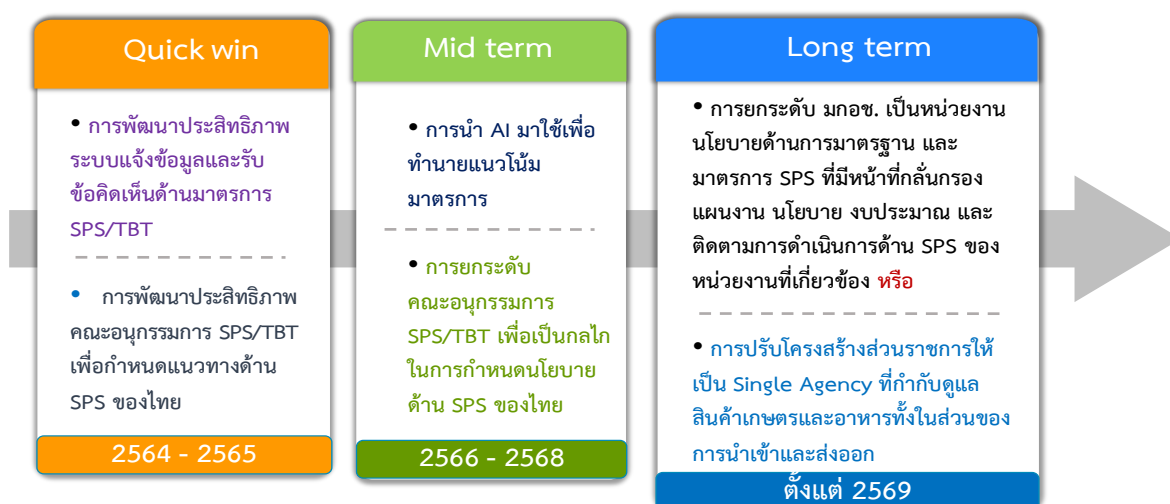 Quick win
• การพัฒนาประสิทธิภาพ
ระบบแจ้งข้อมูลและรับ
ข้อคิดเห็นด้านมาตรการ
SPS/TBT
• การพัฒนาประสิทธิภาพ
คณะอนุกรรมการ SPS/TBT
เพื่อกำหนดแนวทางด้าน
SPS ของไทย
2564 - 2565
Mid term
• การนำ AI มาใช้เพื่อ
ทำนายแนวโน้ม
มาตรการ
• การยกระดับ
คณะอนุกรรมการ
SPS/TBT เพื่อเป็นกลไก
ในการกำหนดนโยบาย
ด้าน SPS ของไทย
2566 - 2568
Long term
• การยกระดับ มกอช. เป็นหน่วยงาน
นโยบายด้านการมาตรฐาน และ
มาตรการ SPS ที่มีหน้าที่กลั่นกรอง
แผนงาน นโยบาย งบประมาณ และ
ติดตามการดำเนินการด้าน SPS ของ
หน่วยงานที่เกี่ยวข้อง หรือ
• การปรับโครงสร้างส่วนราชการให้
เป็น Single Agency ที่กำกับดูแล
สินค้าเกษตรและอาหารทั้งในส่วนของ
การนำเข้าและส่งออก
ตั้งแต่ 2569